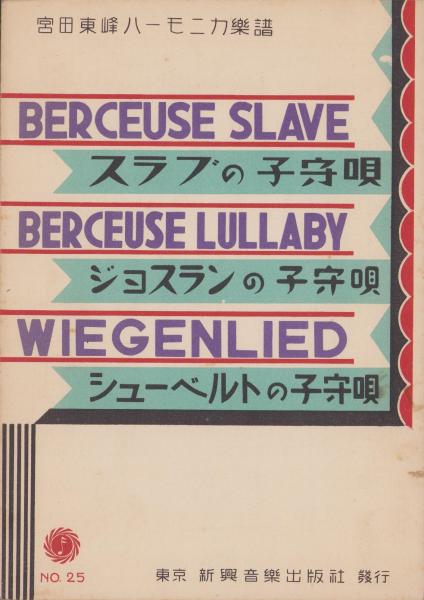 宮田東峰ハーモニカ樂譜
BERCEUSE SLAVE
スラブの子守唄
BERCEUSE LULLABY
ジョスランの子守唄
WIEGENLIED
シューベルトの子守唄
NO. 25
東京 新興音樂出版社 發行